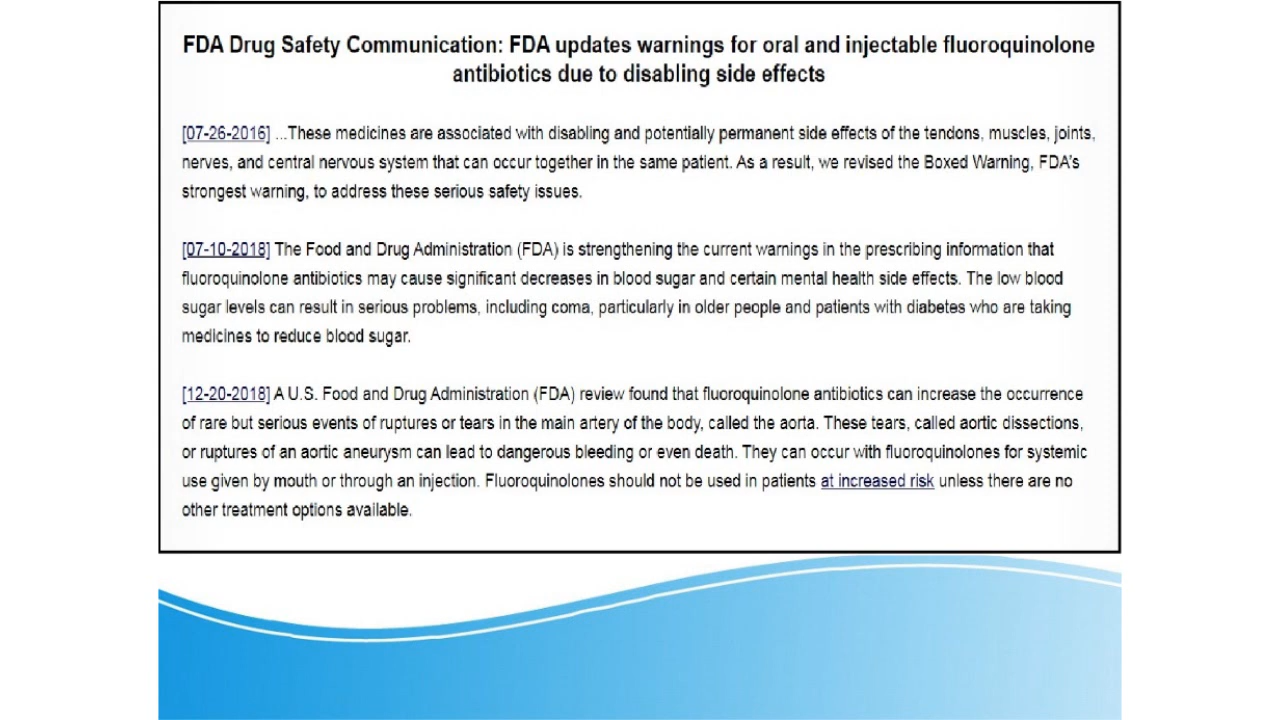 FDA Drug Safety Communication: FDA updates warnings for oral and injectable fluoroquinolone
antibiotics due to disabling side effects
[07-26-2016] ...These medicines are associated with disabling and potentially permanent side effects of the tendons, muscles, joints,
nerves, and central nervous system that can occur together in the same patient. As a result, we revised the Boxed Warning, FDA's
strongest warning, to address these serious safety issues.
[07-10-2018] The Food and Drug Administration (FDA) is strengthening the current warnings in the prescribing information that
fluoroquinolone antibiotics may cause significant decreases in blood sugar and certain mental health side effects. The low blood
sugar levels can result in serious problems, including coma, particularly in older people and patients with diabetes who are taking
medicines to reduce blood sugar.
[12-20-2018] A U.S. Food and Drug Administration (FDA) review found that fluoroquinolone antibiotics can increase the occurrence
of rare but serious events of ruptures or tears in the main artery of the body, called the aorta. These tears, called aortic dissections,
or ruptures of an aortic aneurysm can lead to dangerous bleeding or even death. They can occur with fluoroquinolones for systemic
use given by mouth or through an injection. Fluoroquinolones should not be used in patients at increased risk unless there are no
other treatment options available.